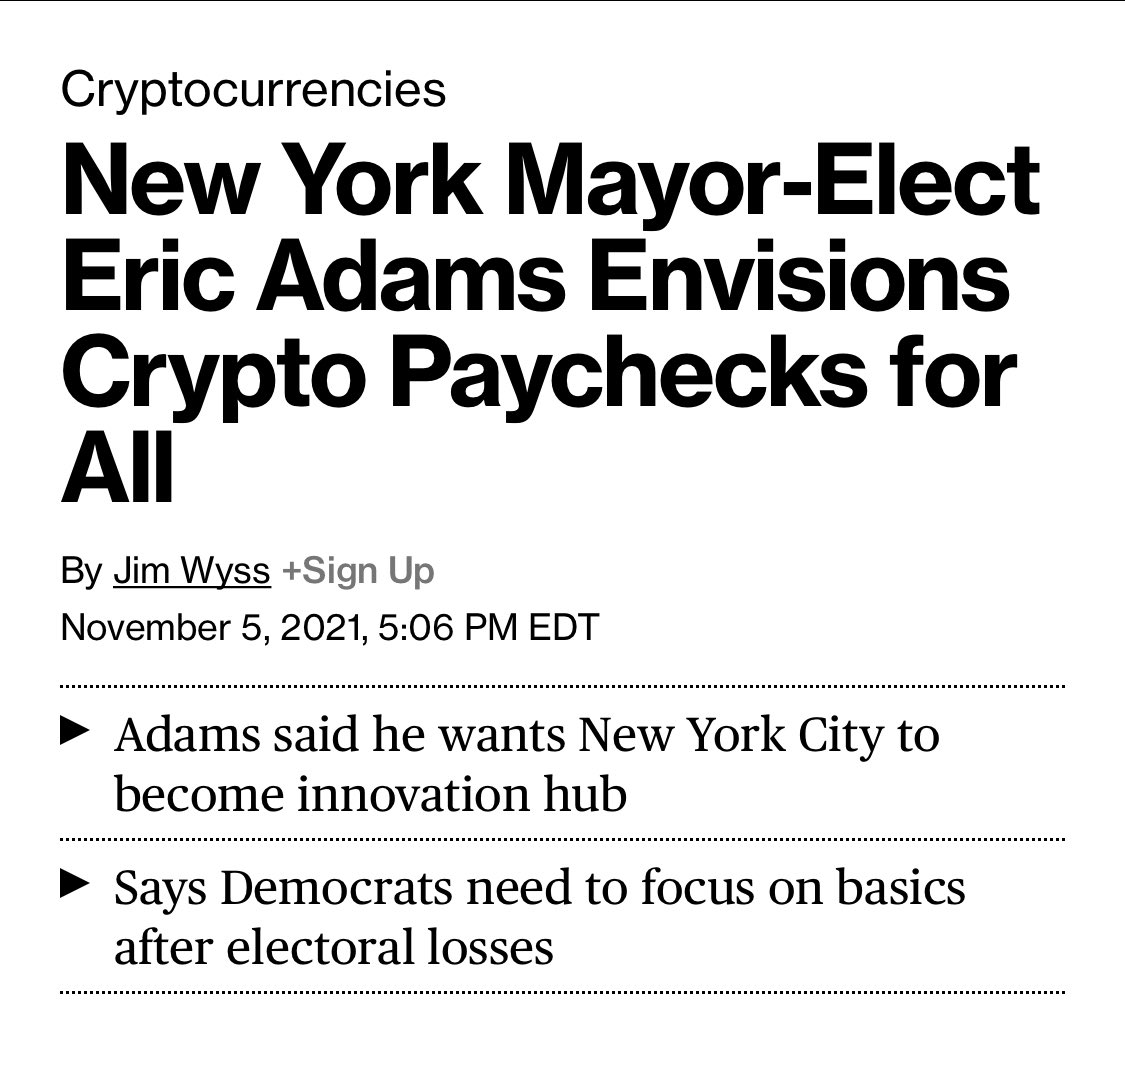 Cryptocurrencies
New York Mayor-Elect
Eric Adams Envisions
Crypto Paychecks for
All
By Jim Wyss +Sign Up
November 5, 2021, 5:06 PM EDT
Adams said he wants New York City to
become innovation hub
Says Democrats need to focus on basics
after electoral losses